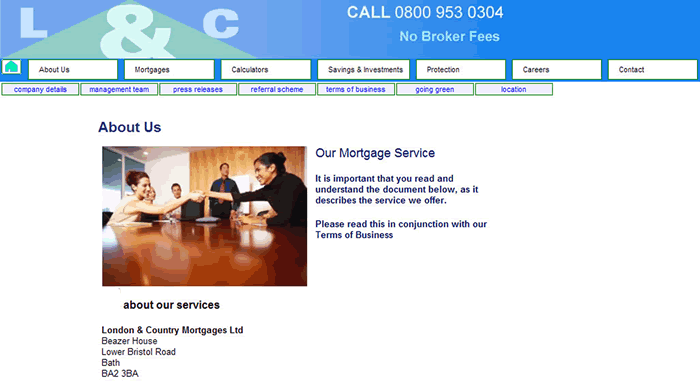 L & C
CALL 0800 953 0304
No Broker Fees
About Us
Mortgages
Calculators
Savings & Investments
Protection
Careers
Contact
company details
management team
press releases
referral scheme
terms of business
going green
location
About Us
Our Mortgage Service
It is important that you read and
understand the document below, as it
describes the service we offer.
Please read this in conjunction with our
Terms of Business
about our services
London & Country Mortgages Ltd
Beazer House
Lower Bristol Road
Bath
BA2 3BA